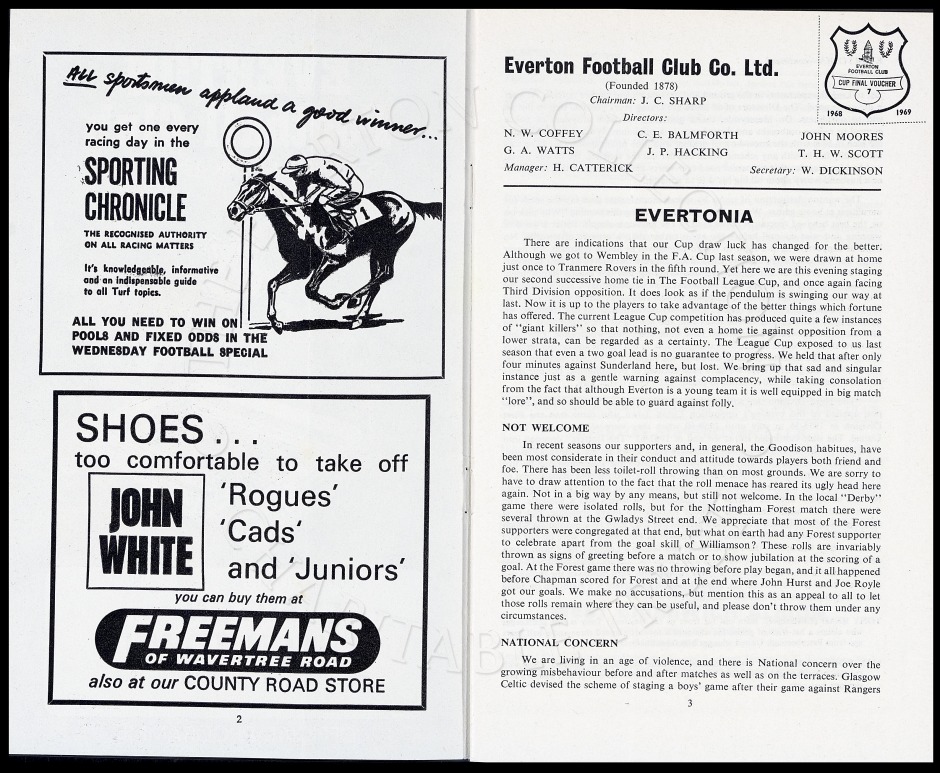 ALL sportsmen applaud a good winner...
you get one every
racing day in the
SPORTING
CHRONICLE
THE RECOGNISED AUTHORITY
ON ALL RACING MATTERS
It's knowledgeable, informative
and an indispensable guide
to all Turf topics.
ALL YOU NEED TO WIN ON
POOLS AND FIXED ODDS IN THE
WEDNESDAY FOOTBALL SPECIAL
1
SHOES...
too comfortable to take off
JOHN
WHITE
'Rogues'
'Cads'
and 'Juniors'
you can buy them at
FREEMANS
OF WAVERTREE ROAD
also at our COUNTY ROAD STORE
2
Everton Football Club Co. Ltd.
(Founded 1878)
Chairman: J. C. SHARP
Directors:
N. W. COFFEY C. E. BALMFORTH JOHN MOORES
G. A. WATTS J. P. HACKING T. H. W. SCOTT
Manager: H. CATTERICK Secretary: W. DICKINSON
EVERTON
FOOTBALL CLUB
CUP FINAL VOUCHER
7
1968 1969
EVERTONIA
There are indications that our Cup draw luck has changed for the better.
Although we got to Wembley in the F.A. Cup last season, we were drawn at home
just once to Tranmere Rovers in the fifth round. Yet here we are this evening staging
our second successive home tie in The Football League Cup, and once again facing
Third Division opposition. It does look as if the pendulum is swinging our way at
last. Now it is up to the players to take advantage of the better things which fortune
has offered. The current League Cup competition has produced quite a few instances
of "giant killers" so that nothing, not even a home tie against opposition from a
lower strata, can be regarded as a certainty. The League Cup exposed to us last
season that even a two goal lead is no guarantee to progress. We held that after only
four minutes against Sunderland here, but lost. We bring up that sad and singular
instance just as a gentle warning against complacency, while taking consolation
from the fact that although Everton is a young team it is well equipped in big match
"lore", and so should be able to guard against folly.
NOT WELCOME
In recent seasons our supporters and, in general, the Goodison habitues, have
been most considerate in their conduct and attitude towards players both friend and
foe. There has been less toilet-roll throwing than on most grounds. We are sorry to
have to draw attention to the fact that the roll menace has reared its ugly head here
again. Not in a big way by any means, but still not welcome. In the local "Derby"
game there were isolated rolls, but for the Nottingham Forest match there were
several thrown at the Gwladys Street end. We appreciate that most of the Forest
supporters were congregated at that end, but what on earth had any Forest supporter
to celebrate apart from the goal skill of Williamson? These rolls are invariably
thrown as signs of greeting before a match or to show jubilation at the scoring of a
goal. At the Forest game there was no throwing before play began, and it all happened
before Chapman scored for Forest and at the end where John Hurst and Joe Royle
got our goals. We make no accusations, but mention this as an appeal to all to let
those rolls remain where they can be useful, and please don't throw them under any
circumstances.
NATIONAL CONCERN
We are living in an age of violence, and there is National concern over the
growing misbehaviour before and after matches as well as on the terraces. Glasgow
Celtic devised the scheme of staging a boys' game after their game against Rangers
3